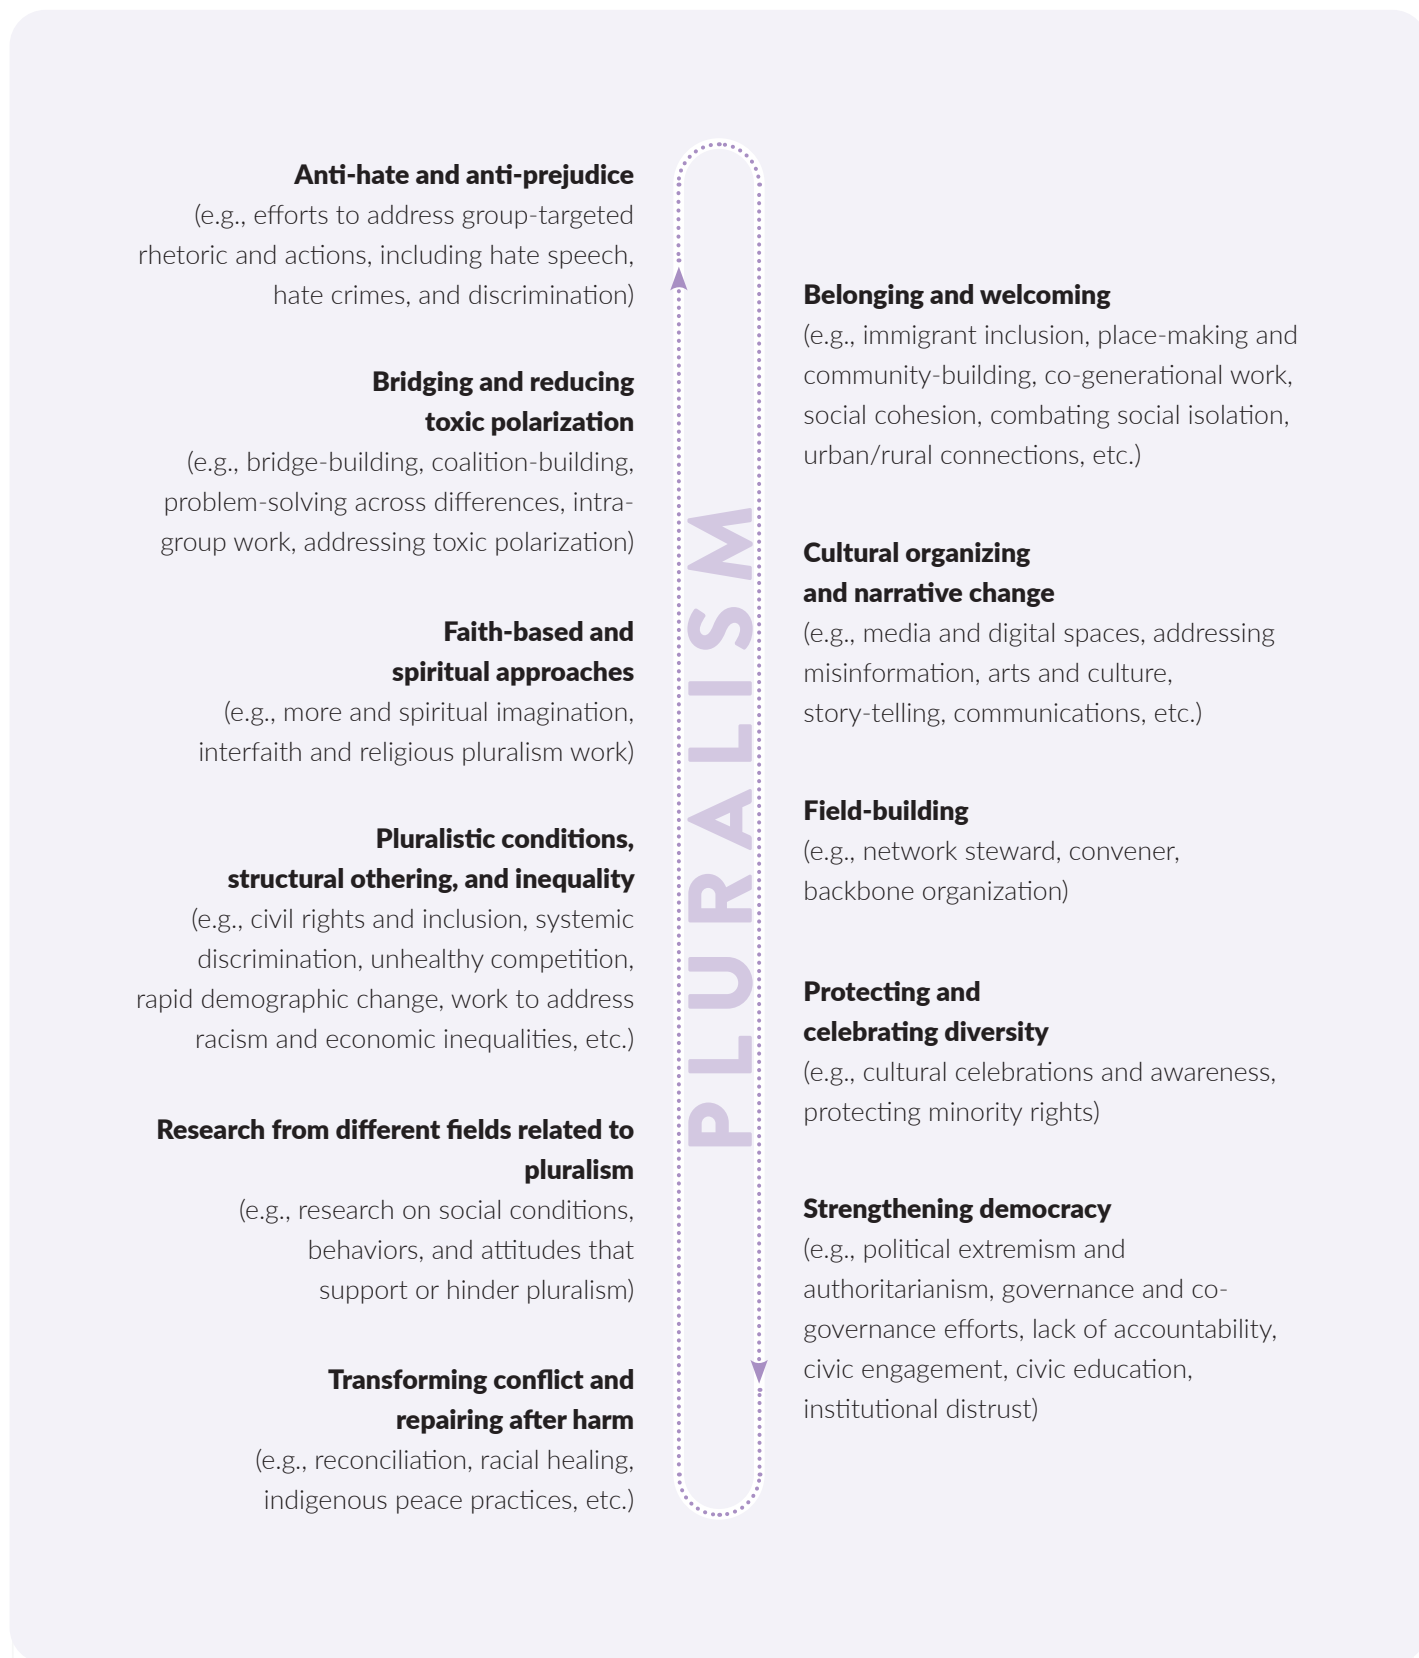 Anti-hate and anti-prejudice
(e.g., efforts to address group-targeted
rhetoric and actions, including hate speech,
hate crimes, and discrimination)
Bridging and reducing
toxic polarization
(e.g., bridge-building, coalition-building,
problem-solving across differences, intra-
group work, addressing toxic polarization)
Faith-based and
spiritual approaches
(e.g., more and spiritual imagination,
interfaith and religious pluralism work)
Pluralistic conditions,
structural othering, and inequality
(e.g., civil rights and inclusion, systemic
discrimination, unhealthy competition,
rapid demographic change, work to address
racism and economic inequalities, etc.)
Research from different fields related to
pluralism
(e.g., research on social conditions,
behaviors, and attitudes that
support or hinder pluralism)
Transforming conflict and
repairing after harm
(e.g., reconciliation, racial healing,
indigenous peace practices, etc.)
PLURALISM
Belonging and welcoming
(e.g., immigrant inclusion, place-making and
community-building, co-generational work,
social cohesion, combating social isolation,
urban/rural connections, etc.)
Cultural organizing
and narrative change
(e.g., media and digital spaces, addressing
misinformation, arts and culture,
story-telling, communications, etc.)
Field-building
(e.g., network steward, convener,
backbone organization)
Protecting and
celebrating diversity
(e.g., cultural celebrations and awareness,
protecting minority rights)
Strengthening democracy
(e.g., political extremism and
authoritarianism, governance and co-
governance efforts, lack of accountability,
civic engagement, civic education,
institutional distrust)